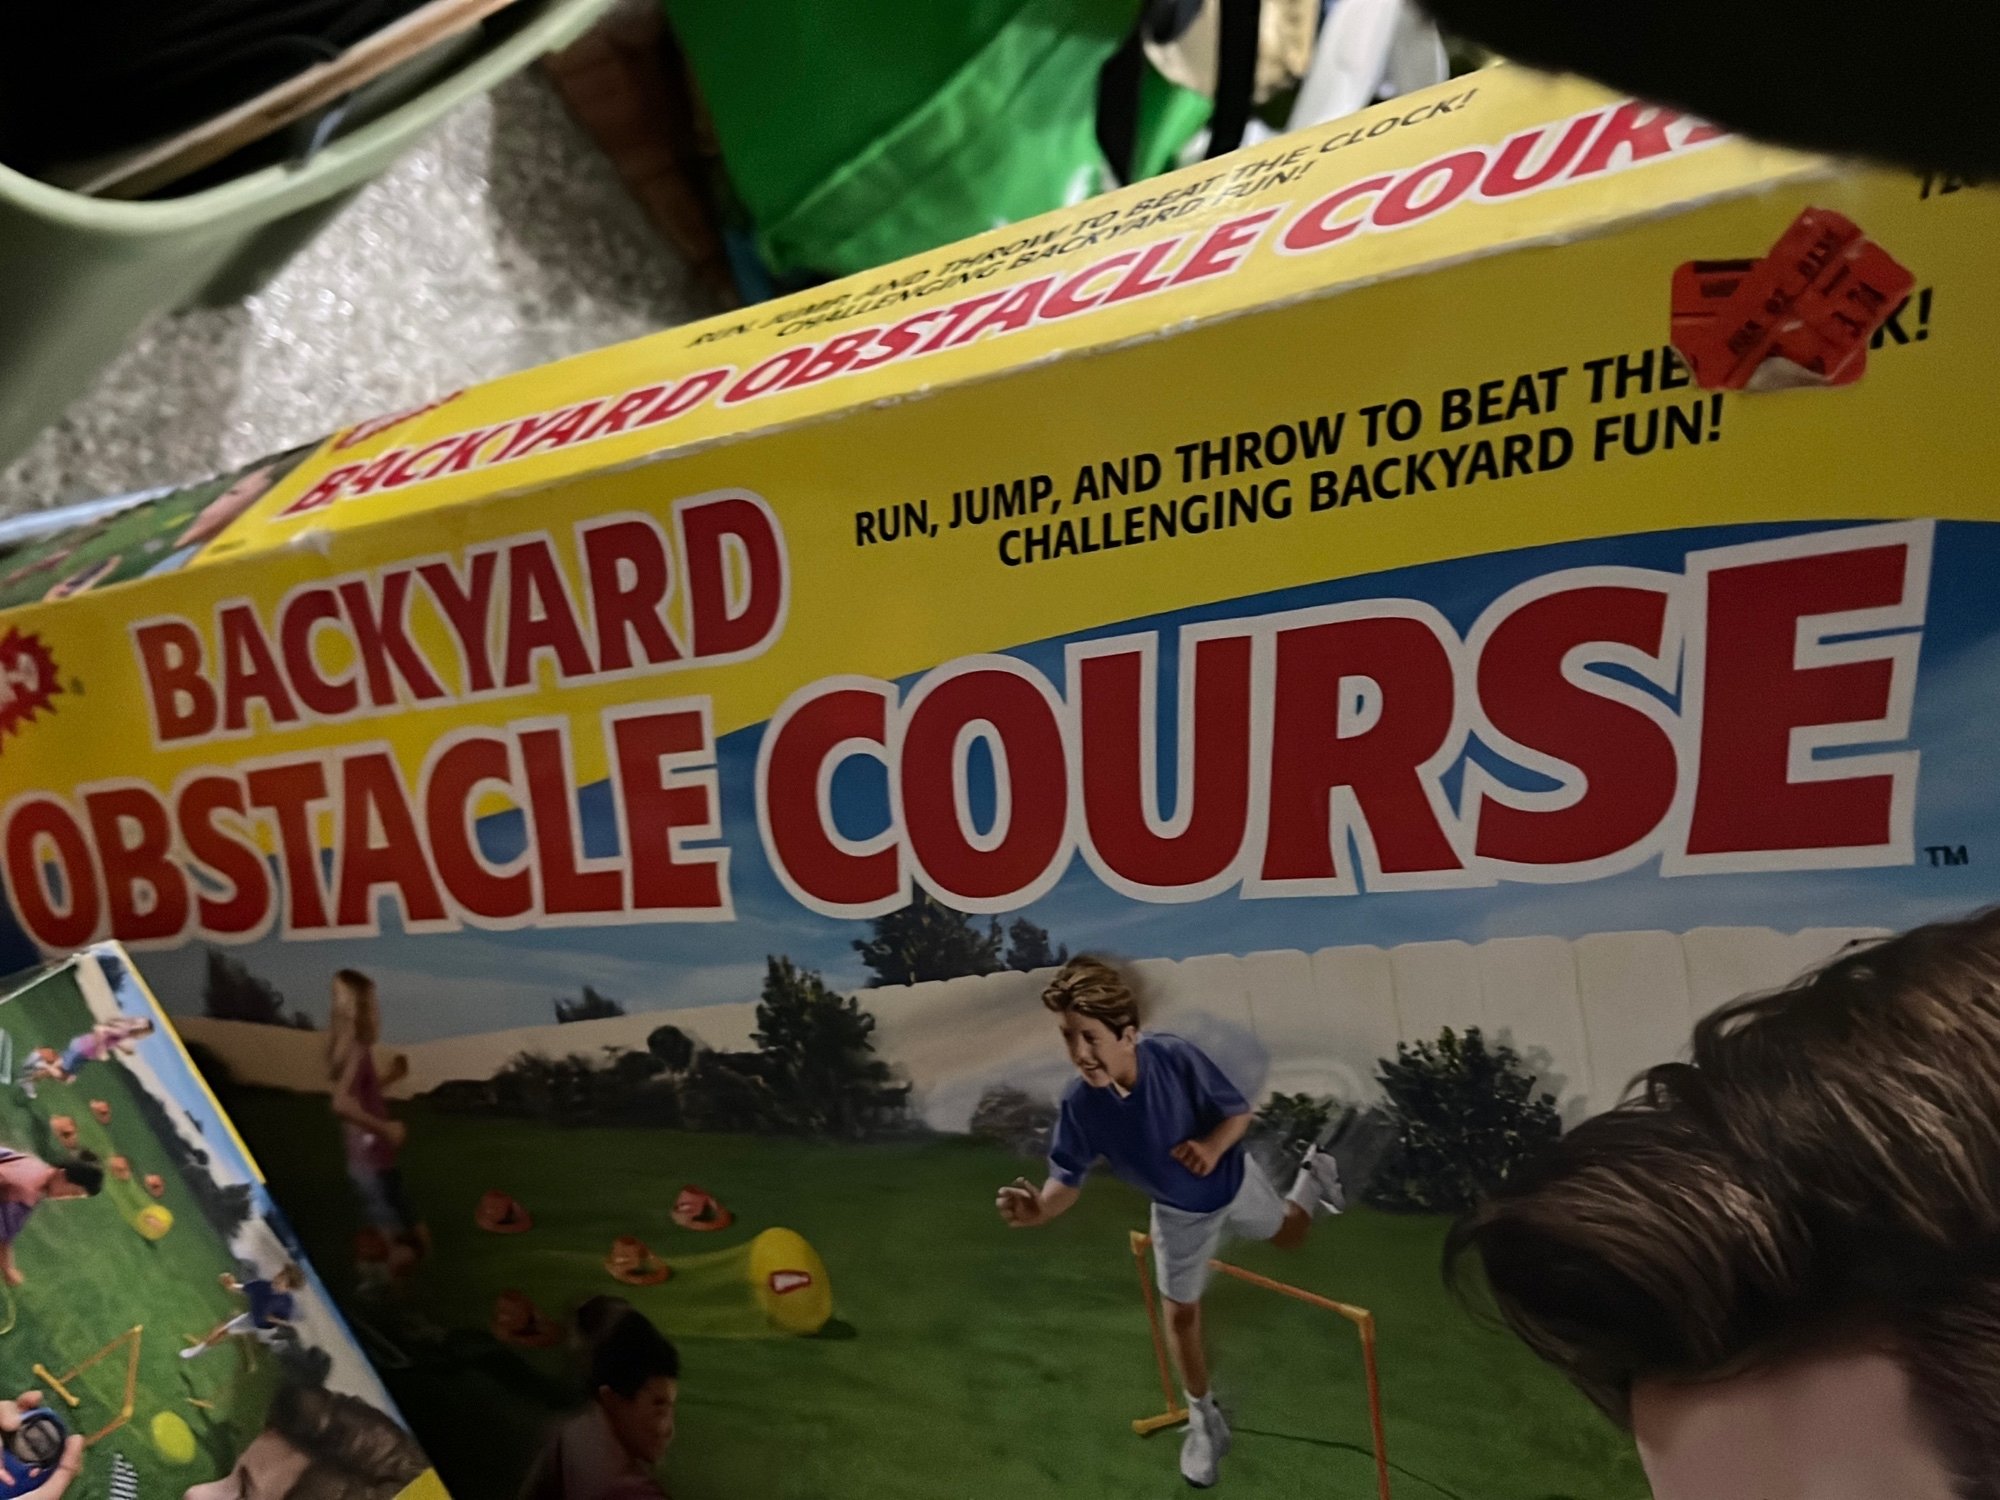 RUN, JUMP, AND THROW TO BEAT THE CLOCK!
CHALLENGING BACKYARD FUN!
BACKYARD OBSTACLE COUR
RUN, JUMP, AND THROW TO BEAT THE K!
CHALLENGING BACKYARD FUN!
BACKYARD
OBSTACLE COURSE
TM